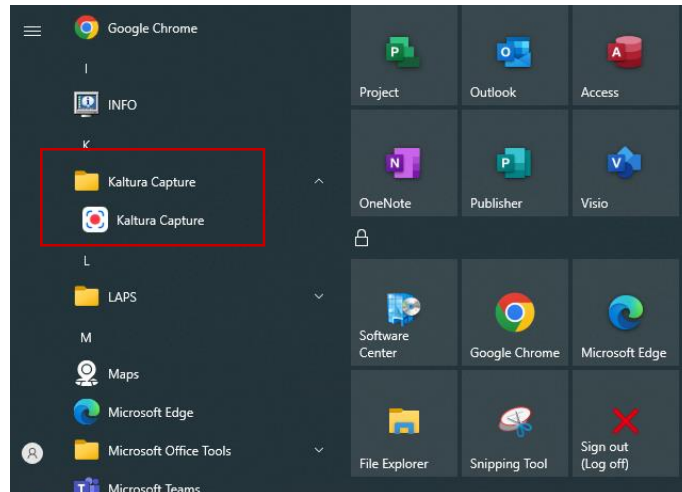 Google Chrome
I
INFO
K
Kaltura Capture
Kaltura Capture
L
LAPS
M
Maps
Microsoft Edge
Microsoft Office Tools
Microsoft Teams
Project
Outlook
Access
OneNote
Publisher
Visio
Software
Center
Google Chrome
Microsoft Edge
File Explorer
Snipping Tool
Sign out
(Log off)